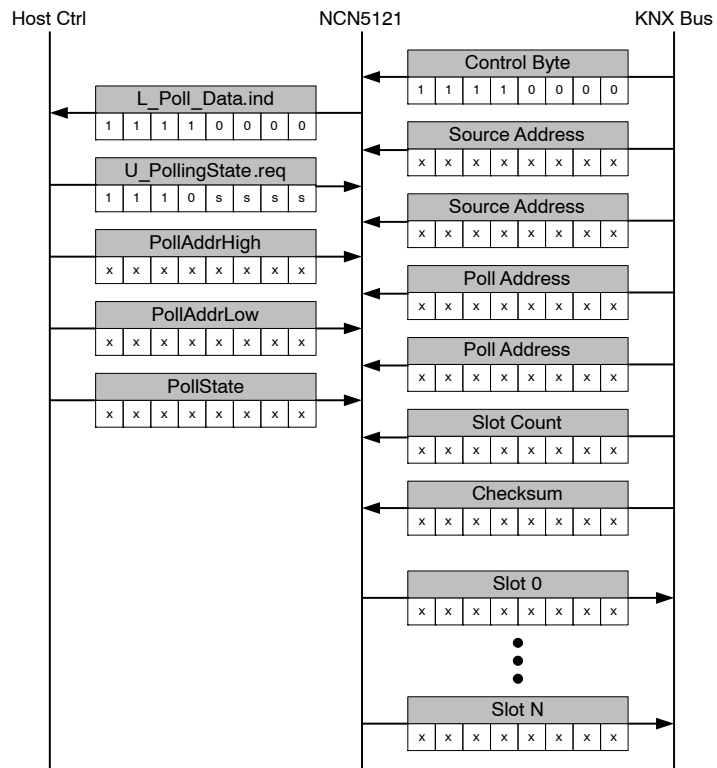 Host Ctrl NCN5121 KNX Bus
Control Byte
1 1 1 1 0 0 0 0
L_Poll_Data.ind
1 1 1 1 0 0 0 0
Source Address
x x x x x x x x
U_PollingState.req
1 1 1 0 s s s s
Source Address
x x x x x x x x
PollAddrHigh
x x x x x x x x
Poll Address
x x x x x x x x
PollAddrLow
x x x x x x x x
Poll Address
x x x x x x x x
PollState
x x x x x x x x
Slot Count
x x x x x x x x
Checksum
x x x x x x x x
Slot 0
x x x x x x x x
Slot N
x x x x x x x x